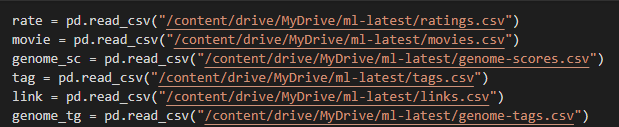 rate = pd.read_csv("/content/drive/MyDrive/ml-latest/ratings.csv")
movie = pd.read_csv("/content/drive/MyDrive/ml-latest/movies.csv")
genome_sc = pd.read_csv("/content/drive/MyDrive/ml-latest/genome-scores.csv")
tag = pd.read_csv("/content/drive/MyDrive/ml-latest/tags.csv")
link = pd.read_csv("/content/drive/MyDrive/ml-latest/links.csv")
genome_tg = pd.read_csv("/content/drive/MyDrive/ml-latest/genome-tags.csv")